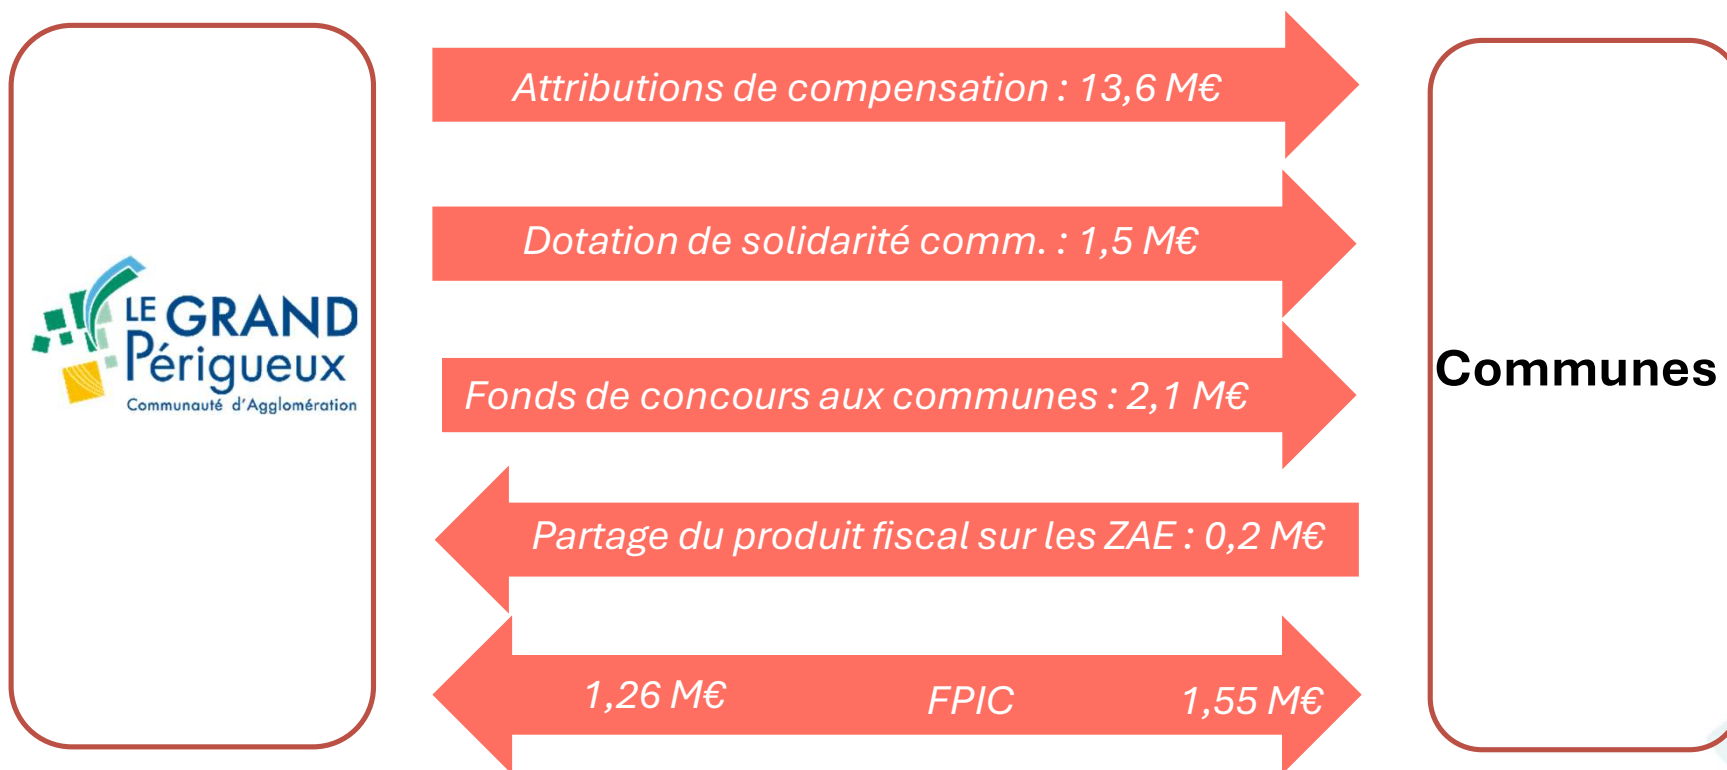 Attributions de compensation : 13,6 M€
Dotation de solidarité comm. : 1,5 M€
LE GRAND
Périgueux
Communauté d'Agglomération
Communes
Fonds de concours aux communes : 2,1 M€
Partage du produit fiscal sur les ZAE : 0,2 M€
1,26 M€ FPIC 1,55 M€